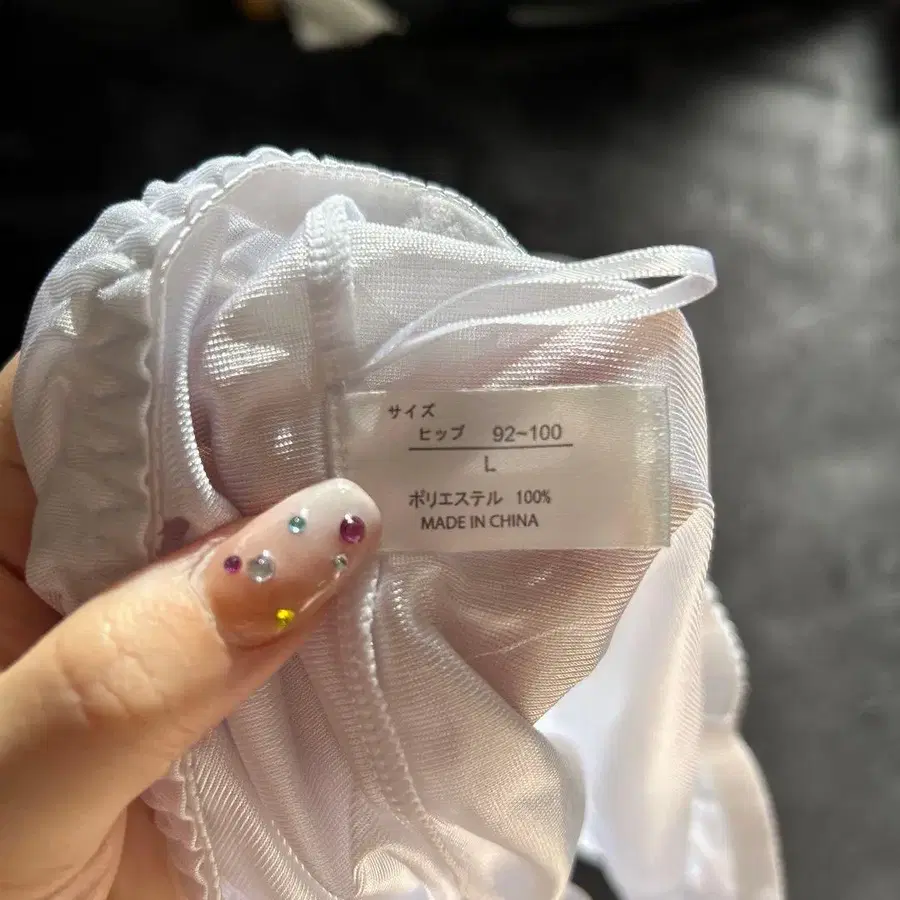 サイズ
ヒップ 92~100
L
ポリエステル 100%
MADE IN CHINA